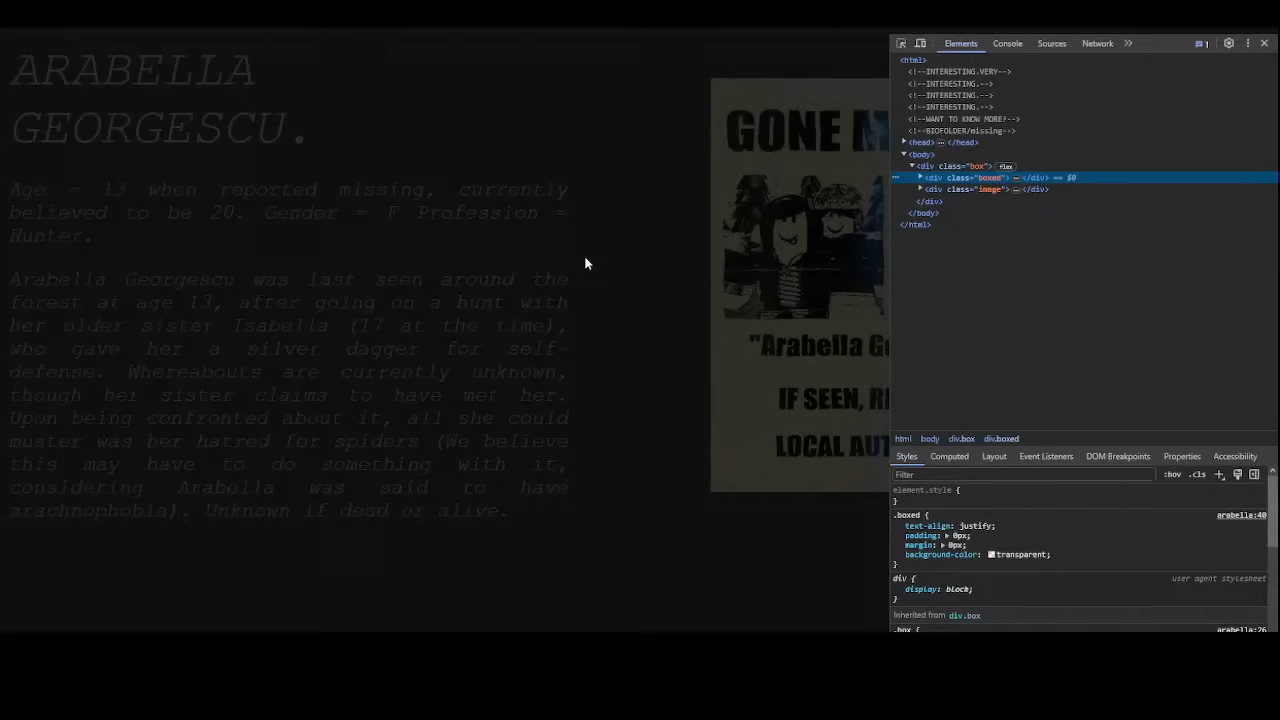 ARABELLA
GEORGESCU.
Age = 13 when reported missing, currently
believed to be 20. Gender = F Profession =
Hunter.
Arabella Georgescu was last seen around the
forest at age 13, after going on a hunt with
her older sister Isabella (17 at the time),
who gave her a silver dagger for self-
defense. Whereabouts are currently unknown,
though her sister claims to have met her.
Upon being confronted about it, all she could
muster was her hatred for spiders (We believe
this may have to do something with it,
considering Arabella was said to have
arachnophobia). Unknown if dead or alive.
GONE M
"Arabella Ge
IF SEEN, RE
LOCAL AUT
Elements Console Sources Network 1
<html>
<!--INTERESTING.VERY-->
<!--INTERESTING.-->
<!--INTERESTING.-->
<!--INTERESTING.-->
<!--WANT TO KNOW MORE?-->
<!--BIOFOLDER/missing-->
<head> … </head>
<body>
<div class="box"> flex
<div class="boxed"> … </div> == $0
<div class="image"> … </div>
</div>
</body>
</html>
html body div.box div.boxed
Styles Computed Layout Event Listeners DOM Breakpoints Properties Accessibility
Filter :hov .cls
element.style {
}
.boxed { arabella:40
text-align: justify;
padding: 0px;
margin: 0px;
background-color: transparent;
}
div { user agent stylesheet
display: block;
}
Inherited from div.box
.box { arabella:26